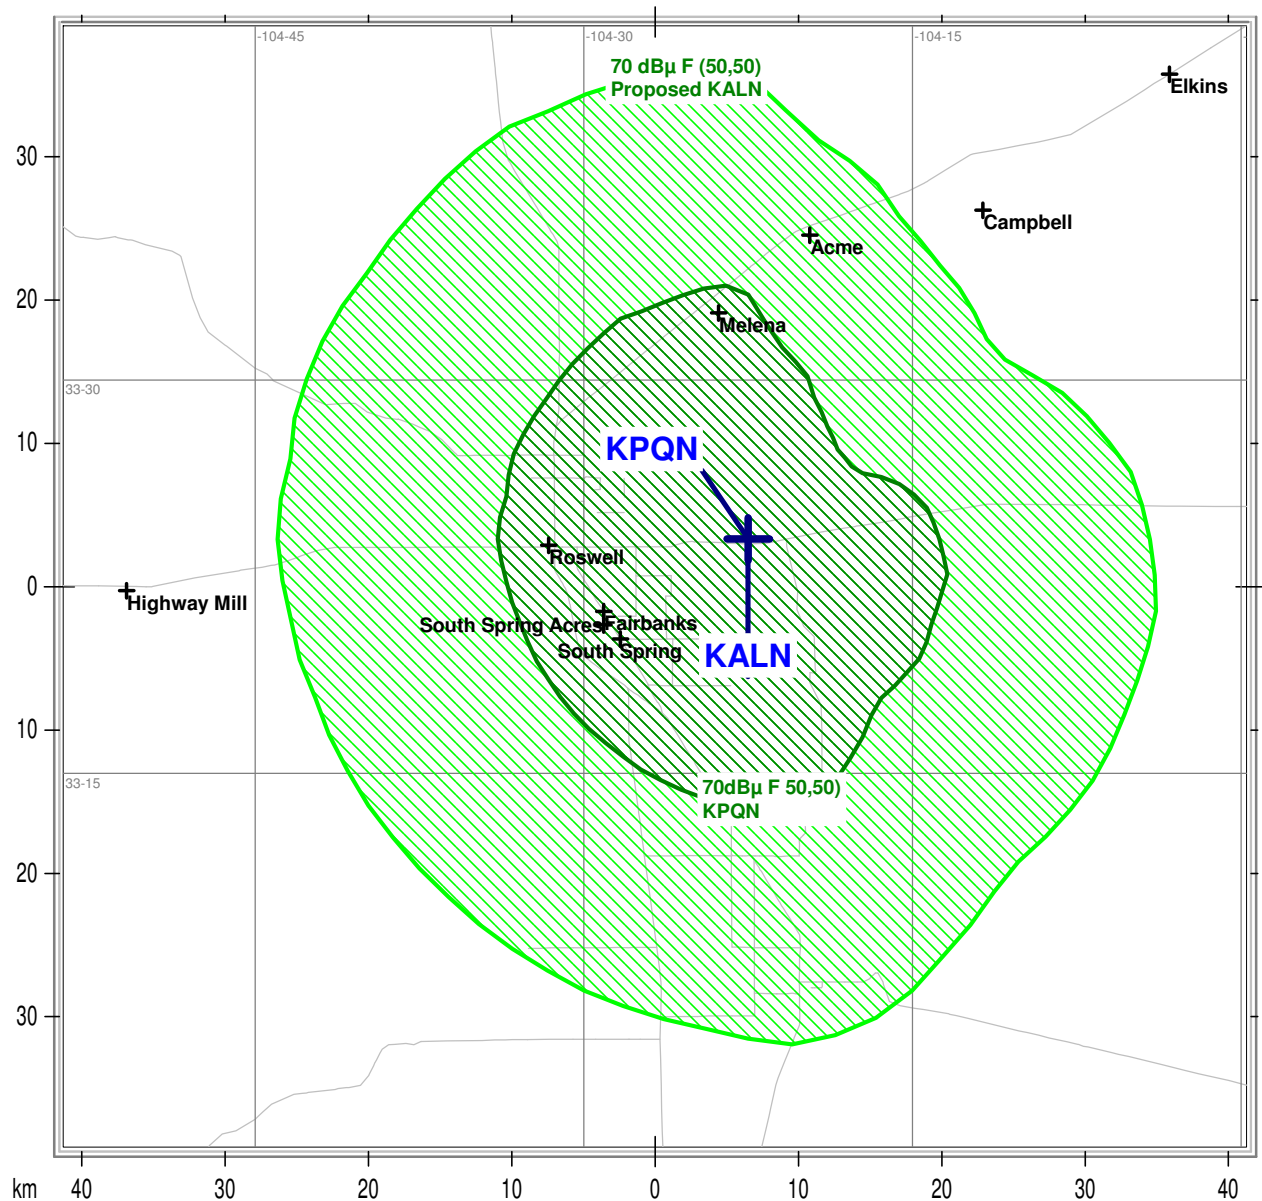 -104-45
-104-30
-104-15
70 dBµ F (50,50)
Proposed KALN
Elkins
30
Campbell
Acme
20
Melena
33-30
10
KPQN
Roswell
0
Highway Mill
South Spring Acres
Fairbanks
South Spring
KALN
10
33-15
70dBµ F 50,50)
KPQN
20
30
km
40
30
20
10
0
10
20
30
40